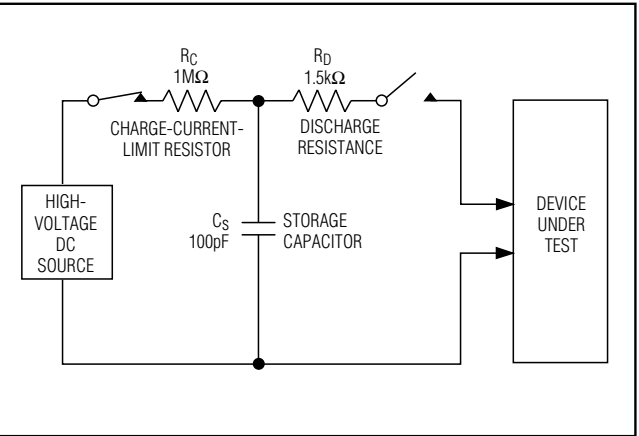 R_C
1MΩ
CHARGE-CURRENT-
LIMIT RESISTOR
R_D
1.5kΩ
DISCHARGE
RESISTANCE
HIGH-
VOLTAGE
DC
SOURCE
C_S
100pF
STORAGE
CAPACITOR
DEVICE
UNDER
TEST